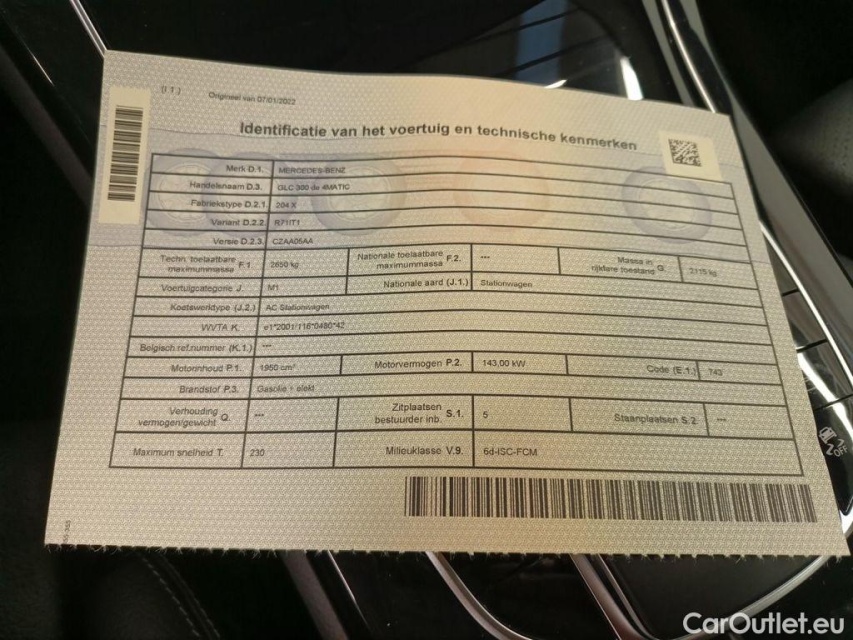 (I 1)
Origineel van 07/01/2022
Identificatie van het voertuig en technische kenmerken
Merk D.1. MERCEDES-BENZ
Handelsnaam D.3. GLC 300 de 4MATIC
Fabriekstype D.2.1. 204 X
Variant D.2.2. R7HT1
Versie D.2.3. CZAA05AA
Techn. toelaatbare maximummassa F.1. 2650 kg Nationale toelaatbare maximummassa F.2. --- Massa in rijklare toestand G. 2115 kg
Voertuigcategorie J. M1 Nationale aard (J.1.) Stationwagen
Koetswerktype (J.2.) AC Stationwagen
WVTA K. e1*2001/116*0480*42
Belgisch ref.nummer (K.1.) ---
Motorinhoud P.1. 1950 cm³ Motorvermogen P.2. 143,00 kW Code (E.1.) 743
Brandstof P.3. Gasolie + elekt
Verhouding vermogen/gewicht Q. --- Zitplaatsen bestuurder inb. S.1. 5 Staanplaatsen S.2. ---
Maximum snelheid T. 230 Milieuklasse V.9. 6d-ISC-FCM
CarOutlet.eu